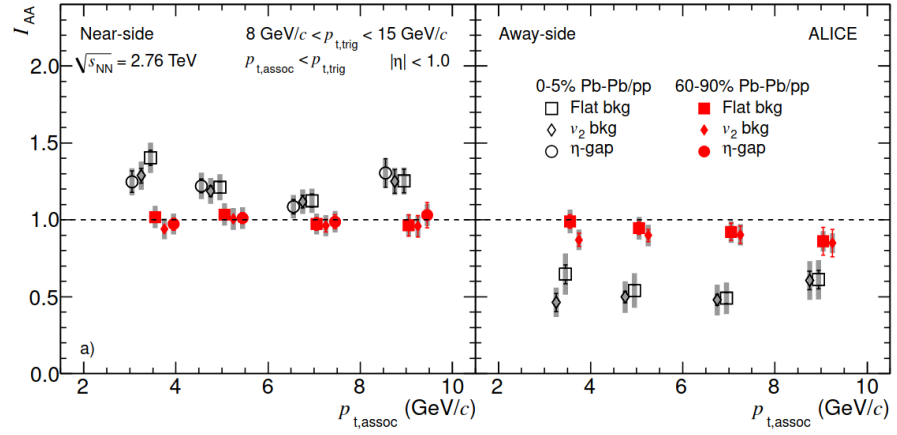 I_AA
Near-side
8 GeV/c < p_t,trig < 15 GeV/c
√s_NN = 2.76 TeV
p_t,assoc < p_t,trig
|η| < 1.0
a)
2.0
1.5
1.0
0.5
0.0
2 4 6 8 10
p_t,assoc (GeV/c)
Away-side
ALICE
0-5% Pb-Pb/pp
60-90% Pb-Pb/pp
Flat bkg
Flat bkg
v_2 bkg
v_2 bkg
η-gap
η-gap
2 4 6 8 10
p_t,assoc (GeV/c)